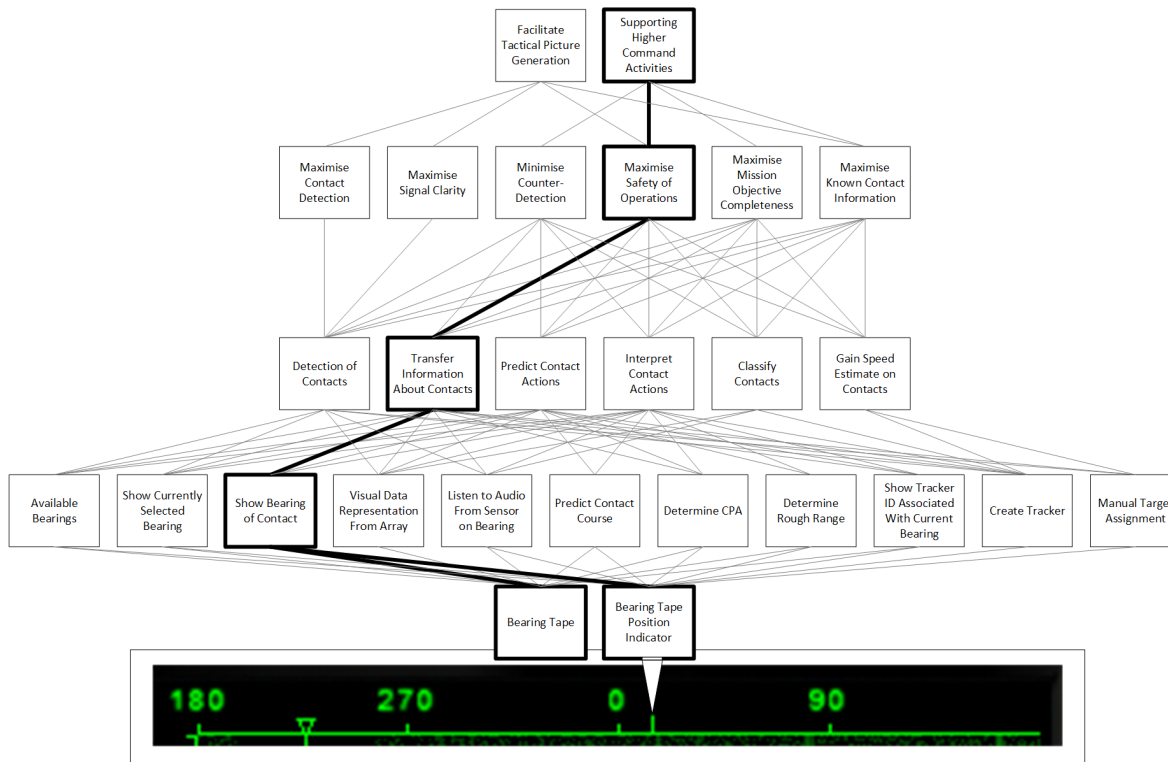 Facilitate
Tactical Picture
Generation
Supporting
Higher
Command
Activities
Maximise
Contact
Detection
Maximise
Signal Clarity
Minimise
Counter-
Detection
Maximise
Safety of
Operations
Maximise
Mission
Objective
Completeness
Maximise
Known Contact
Information
Detection of
Contacts
Transfer
Information
About Contacts
Predict Contact
Actions
Interpret
Contact
Actions
Classify
Contacts
Gain Speed
Estimate on
Contacts
Available
Bearings
Show Currently
Selected
Bearing
Show Bearing
of Contact
Visual Data
Representation
From Array
Listen to Audio
From Sensor
on Bearing
Predict Contact
Course
Determine CPA
Determine
Rough Range
Show Tracker
ID Associated
With Current
Bearing
Create Tracker
Manual Target
Assignment
Bearing Tape
Bearing Tape
Position
Indicator
180 270 0 90